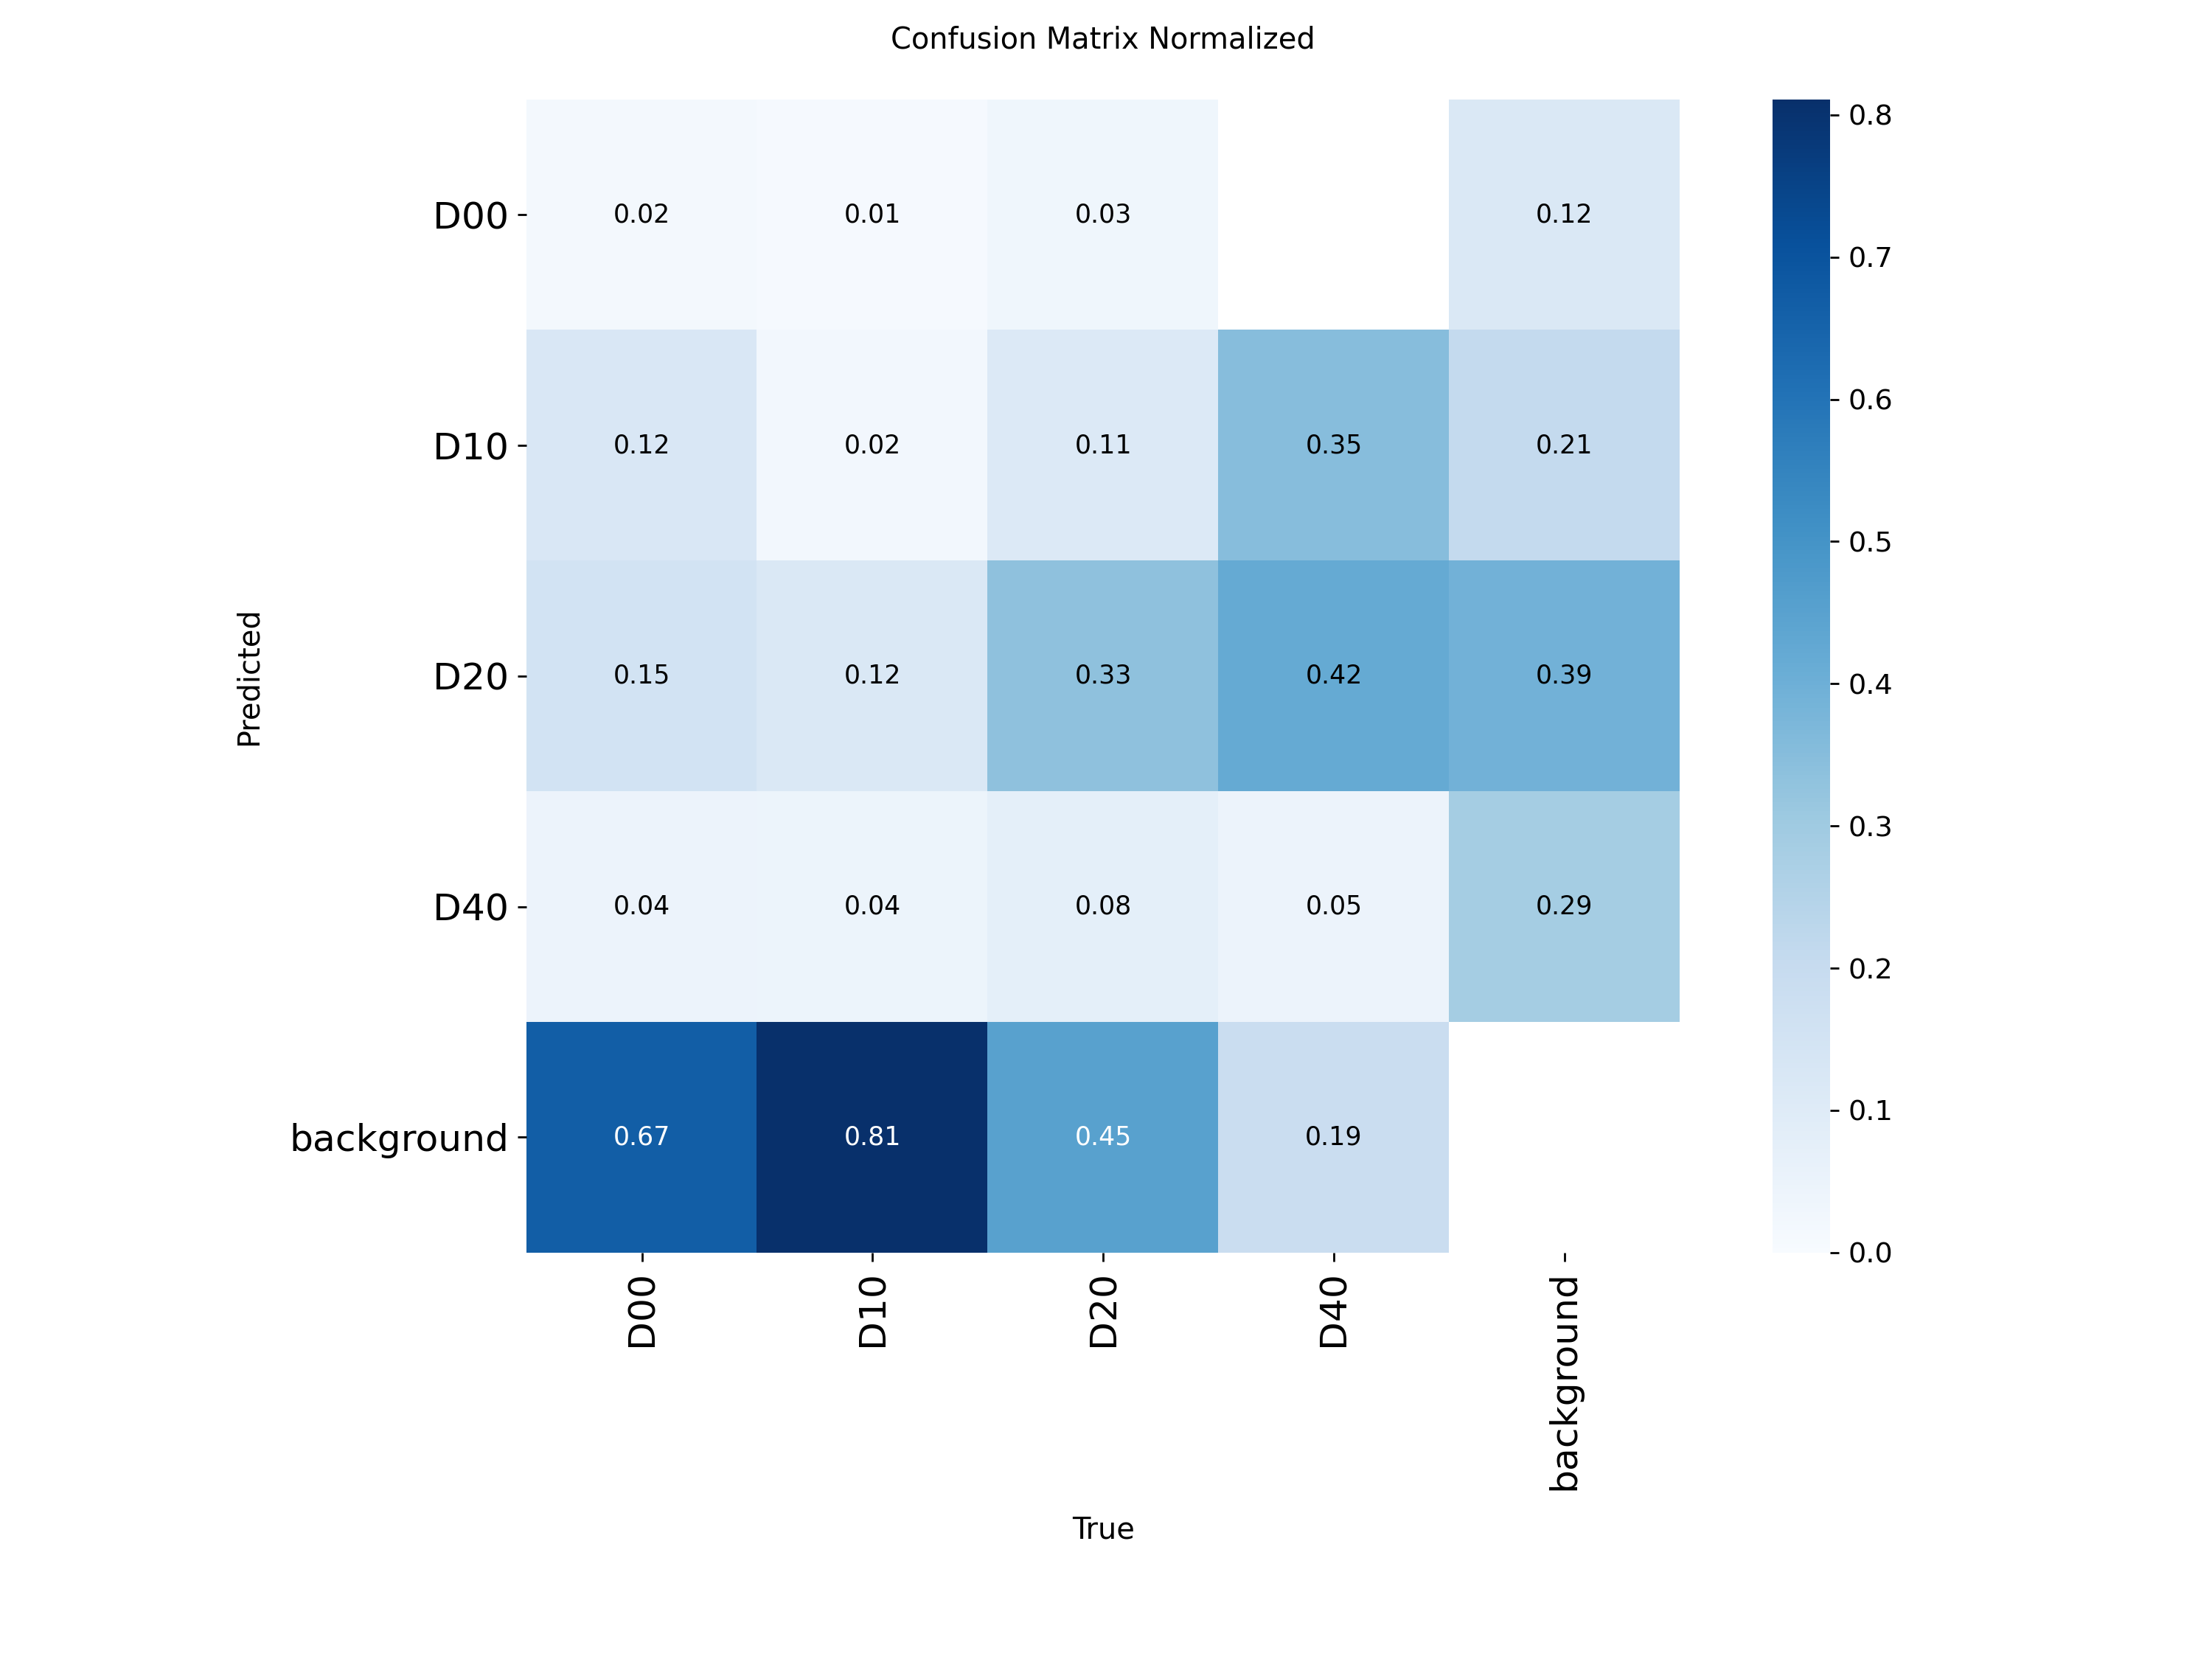 Confusion Matrix Normalized
D00 0.02 0.01 0.03 0.12
D10 0.12 0.02 0.11 0.35 0.21
D20 0.15 0.12 0.33 0.42 0.39
D40 0.04 0.04 0.08 0.05 0.29
background 0.67 0.81 0.45 0.19
D00 D10 D20 D40 background
True
Predicted
0.8
0.7
0.6
0.5
0.4
0.3
0.2
0.1
0.0